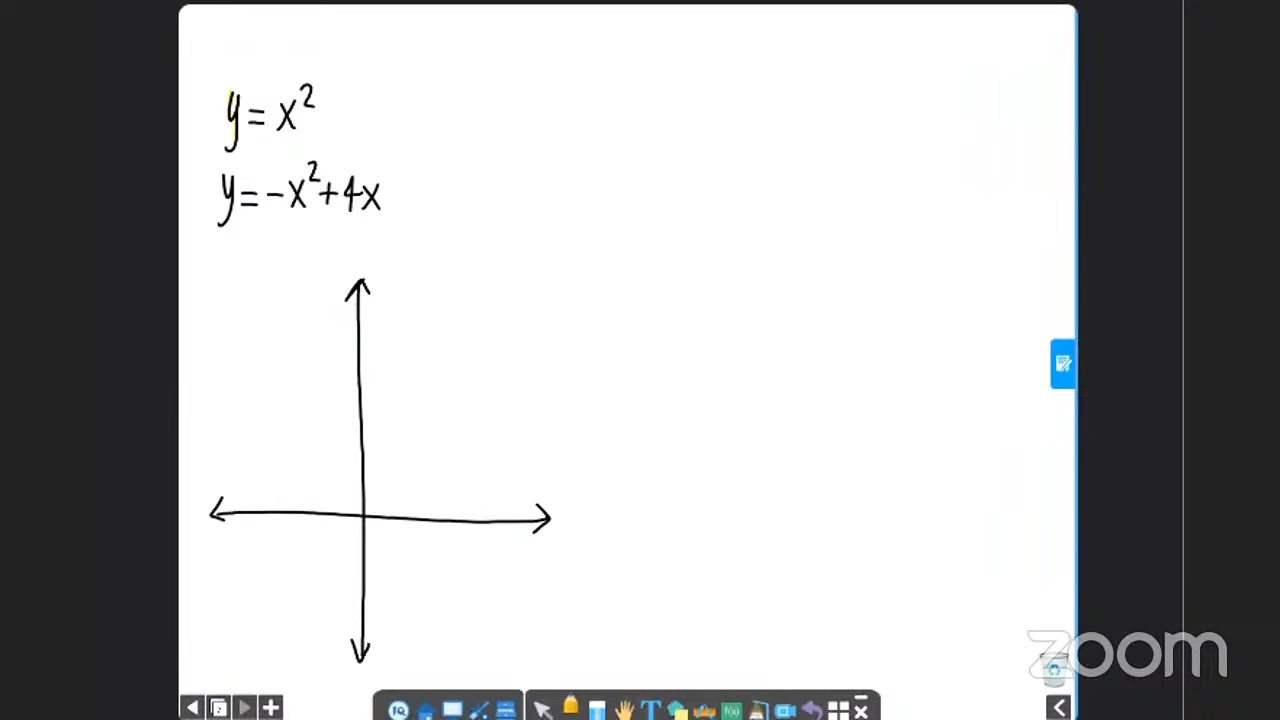 y = x²
y = -x² + 4x
zoom